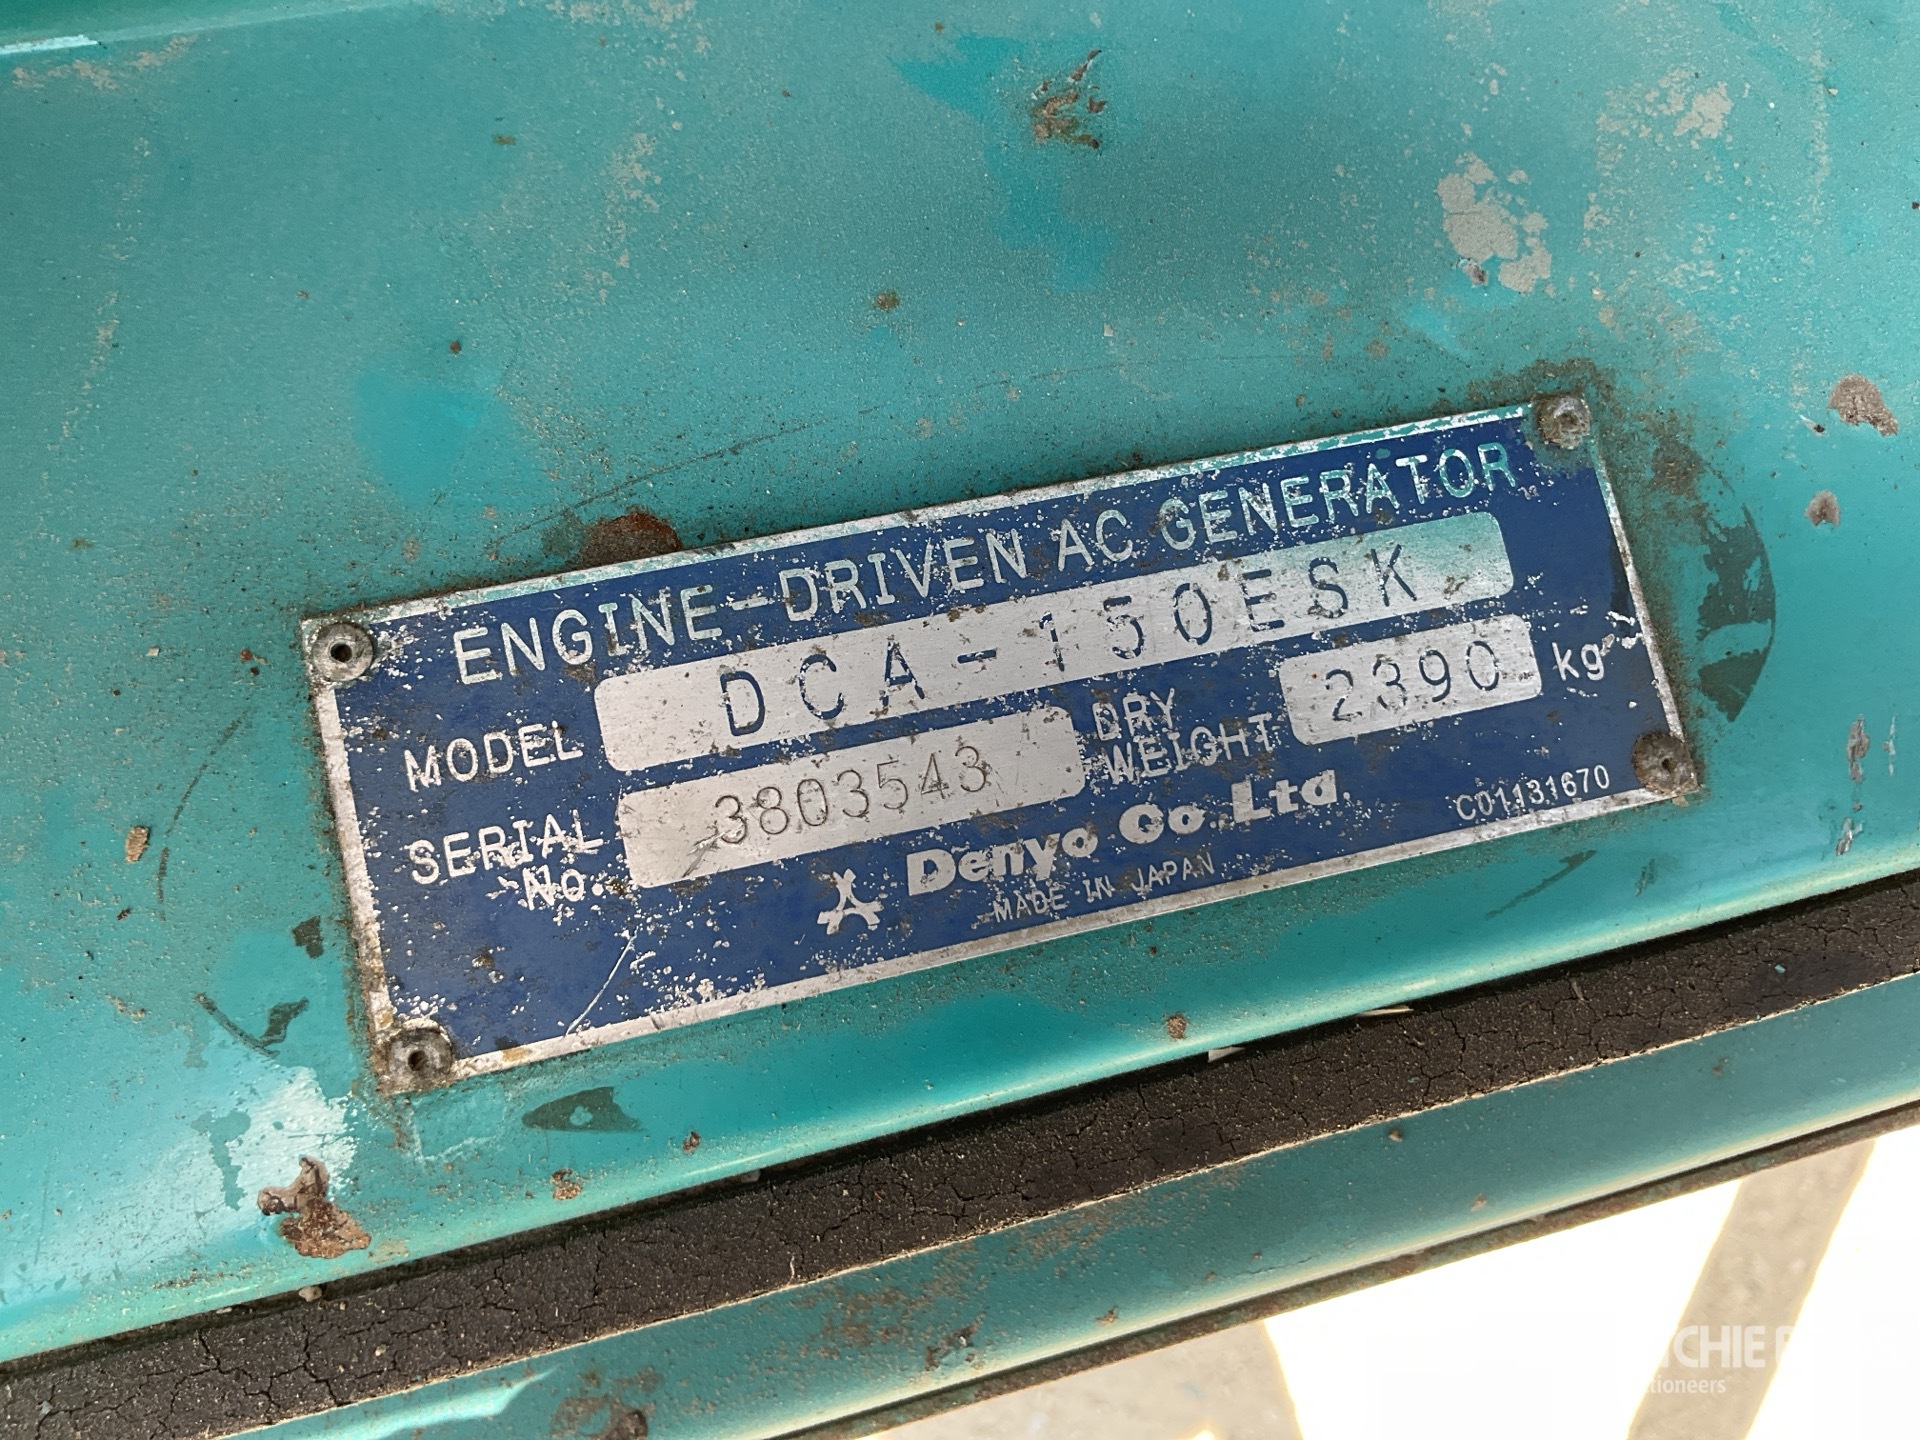 ENGINE-DRIVEN AC GENERATOR
MODEL DCA-150ESK
SERIAL No. 3803543 DRY WEIGHT 2390 kg
Denyo Co.Ltd.
MADE IN JAPAN
C01131670